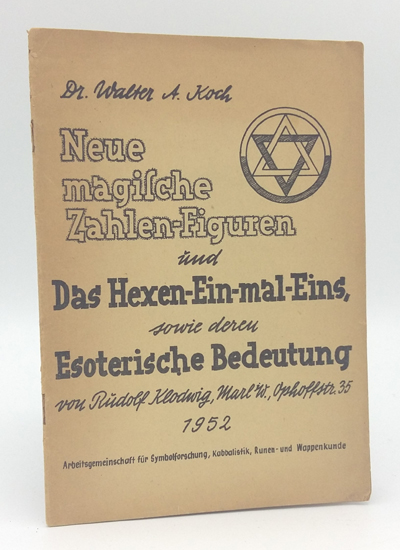 Dr. Walter A. Koch
Neue
magiſche
Zahlen-Figuren
und
Das Hexen-Ein-mal-Eins,
sowie deren
Esoterische Bedeutung
von Rudolf Klodwig, Marl W., Ophoffstr. 35
1952
Arbeitsgemeinschaft für Symbolforschung, Kabbalistik, Runen- und Wappenkunde